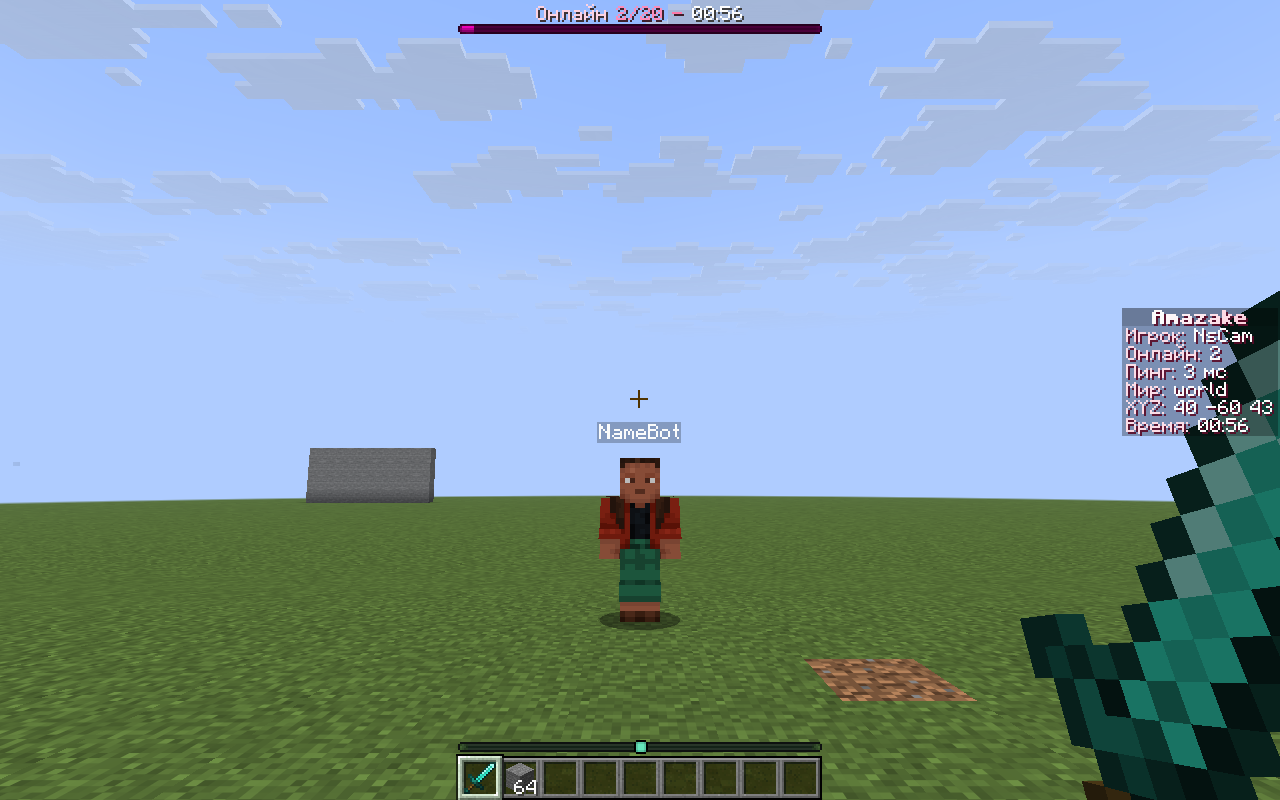 Онлайн 2/20 – 00:56
Amazake
Игрок: NsCam
Онлайн: 2
Пинг: 3 мс
Мир: world
XYZ: 40 -60 43
Время: 00:56
NameBot
64